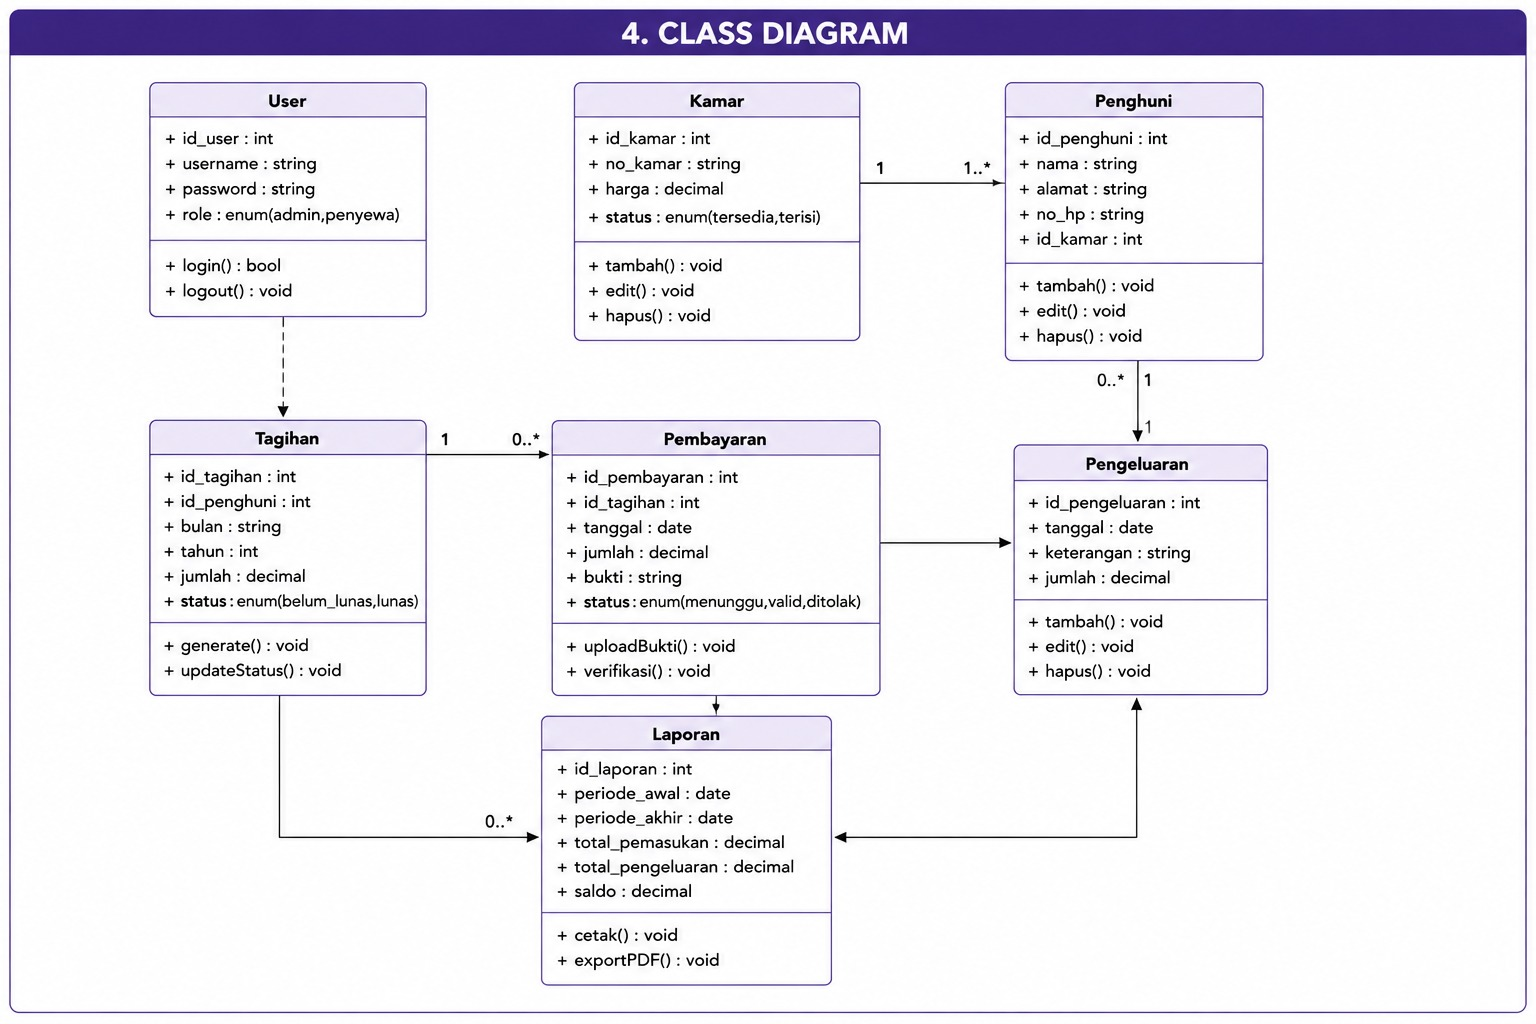 4. CLASS DIAGRAM
User
+ id_user : int
+ username : string
+ password : string
+ role : enum(admin,penyewa)
+ login() : bool
+ logout() : void
Kamar
+ id_kamar : int
+ no_kamar : string
+ harga : decimal
+ status : enum(tersedia,terisi)
+ tambah() : void
+ edit() : void
+ hapus() : void
1 1..*
Penghuni
+ id_penghuni : int
+ nama : string
+ alamat : string
+ no_hp : string
+ id_kamar : int
+ tambah() : void
+ edit() : void
+ hapus() : void
0..* 1
1
Tagihan
+ id_tagihan : int
+ id_penghuni : int
+ bulan : string
+ tahun : int
+ jumlah : decimal
+ status : enum(belum_lunas,lunas)
+ generate() : void
+ updateStatus() : void
1 0..*
Pembayaran
+ id_pembayaran : int
+ id_tagihan : int
+ tanggal : date
+ jumlah : decimal
+ bukti : string
+ status : enum(menunggu,valid,ditolak)
+ uploadBukti() : void
+ verifikasi() : void
Pengeluaran
+ id_pengeluaran : int
+ tanggal : date
+ keterangan : string
+ jumlah : decimal
+ tambah() : void
+ edit() : void
+ hapus() : void
0..*
Laporan
+ id_laporan : int
+ periode_awal : date
+ periode_akhir : date
+ total_pemasukan : decimal
+ total_pengeluaran : decimal
+ saldo : decimal
+ cetak() : void
+ exportPDF() : void